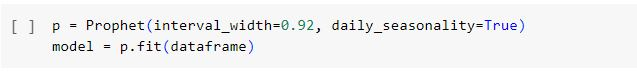 [ ] p = Prophet(interval_width=0.92, daily_seasonality=True)
model = p.fit(dataframe)